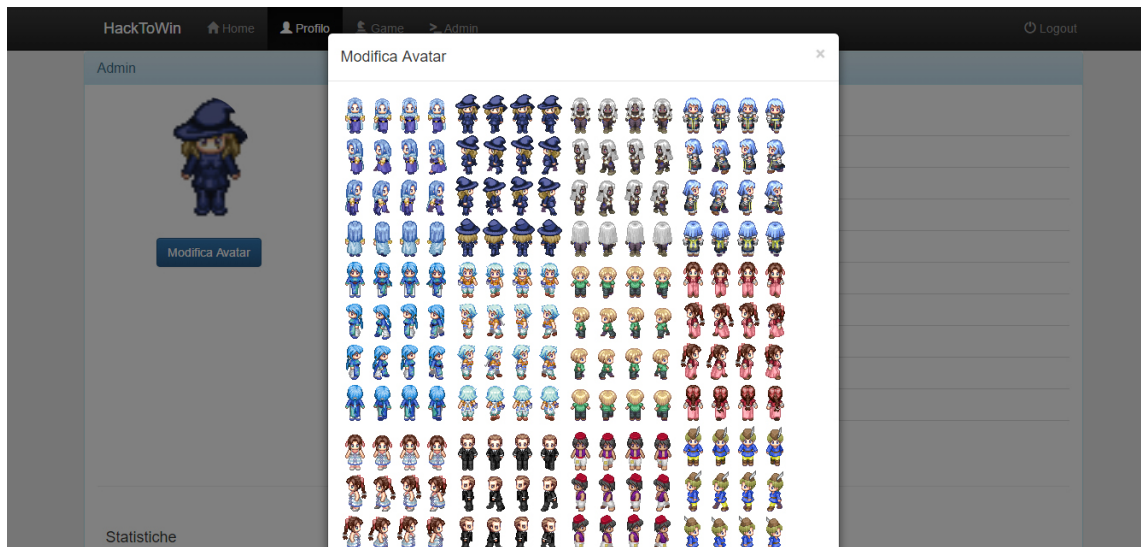 HackToWin Home Profilo Game Admin Logout
Modifica Avatar ×
Admin
Modifica Avatar
Statistiche